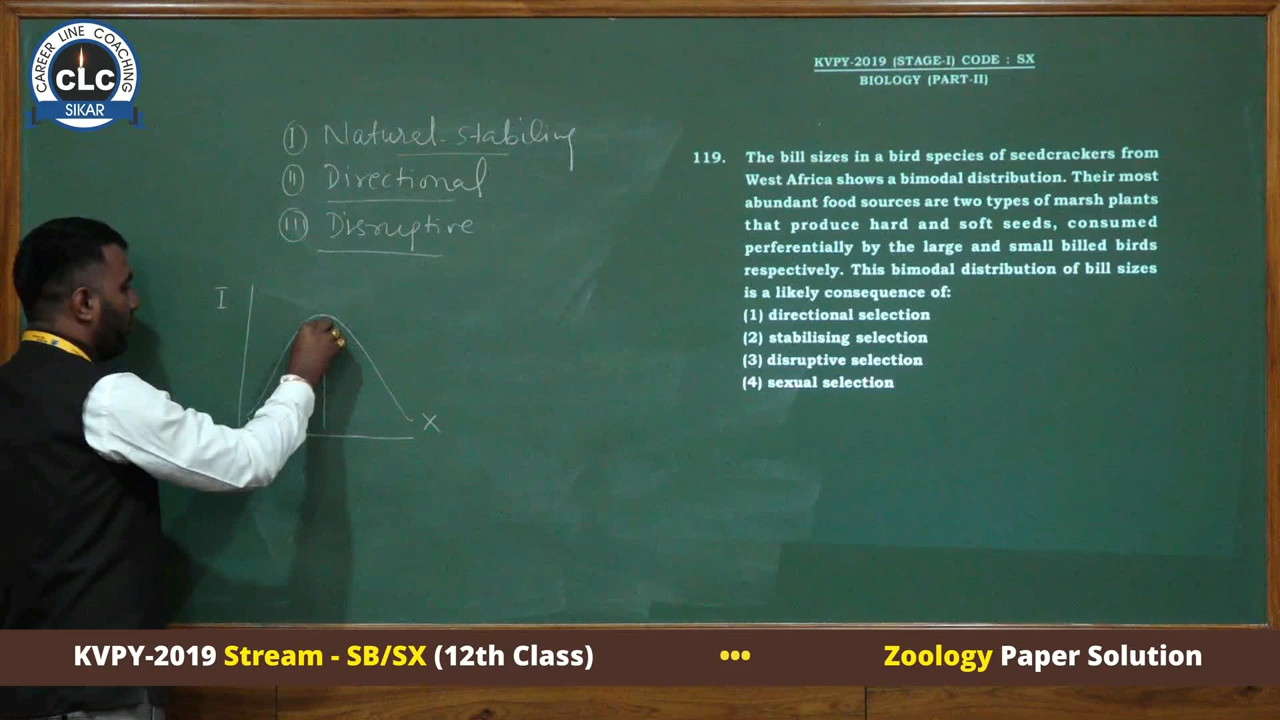 CAREER LINE COACHING
CLC
SIKAR
I) Naturel-stabiling
II) Directional
III) Disruptive
I
X
KVPY-2019 (STAGE-I) CODE : SX
BIOLOGY (PART-II)
119. The bill sizes in a bird species of seedcrackers from
West Africa shows a bimodal distribution. Their most
abundant food sources are two types of marsh plants
that produce hard and soft seeds, consumed
perferentially by the large and small billed birds
respectively. This bimodal distribution of bill sizes
is a likely consequence of:
(1) directional selection
(2) stabilising selection
(3) disruptive selection
(4) sexual selection
KVPY-2019 Stream - SB/SX (12th Class) ••• Zoology Paper Solution